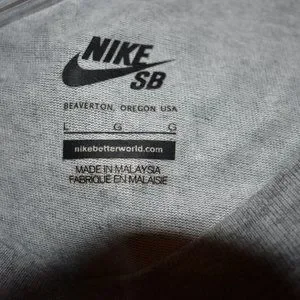 NIKE
SB
BEAVERTON, OREGON USA
L G G
nikebetterworld.com
MADE IN MALAYSIA
FABRIQUÉ EN MALAISIE